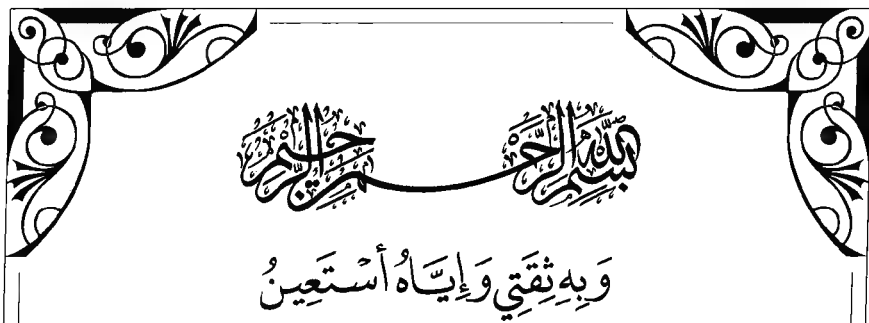 بسم الله الرحمن الرحيم
وَبِهِ ثِقَتِي وَإِيَّاهُ أَسْتَعِينُ